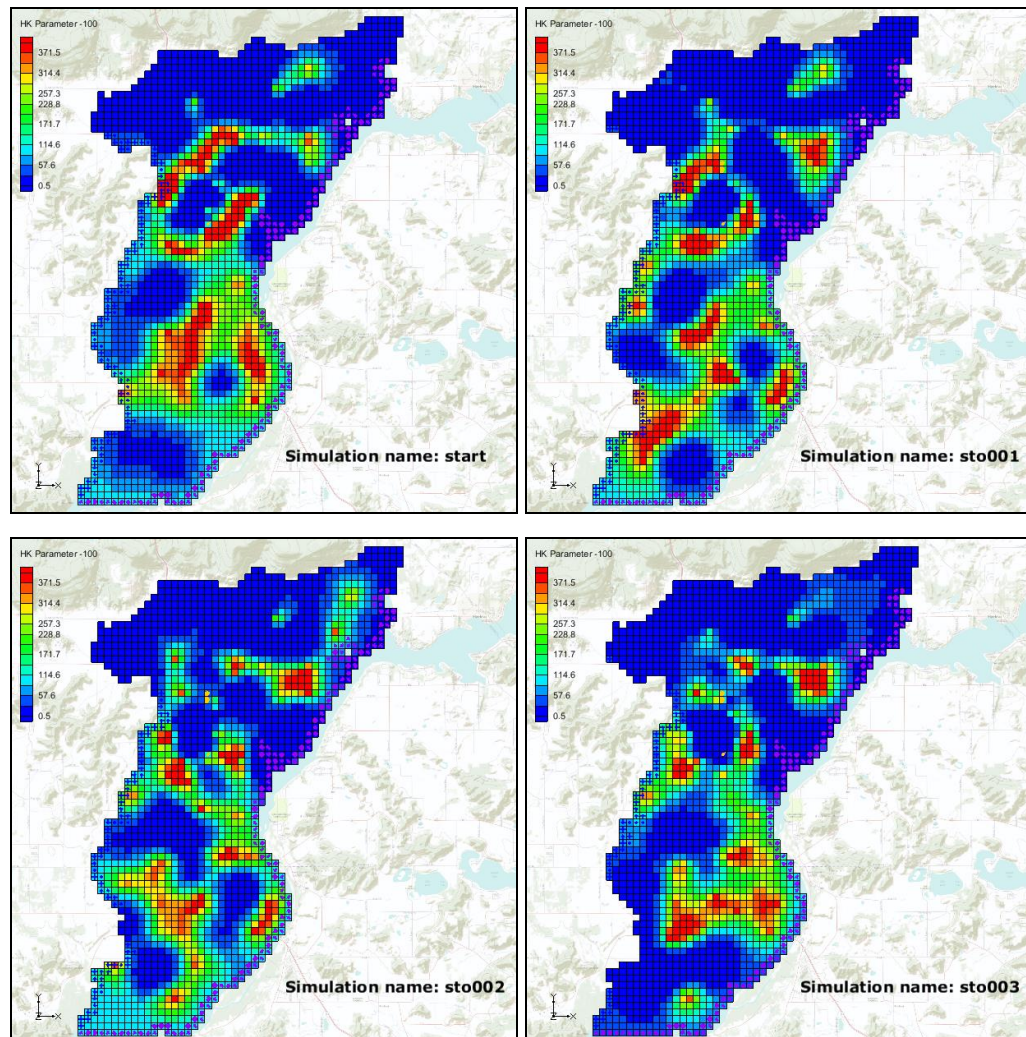 HK Parameter -100
371.5
314.4
257.3
228.8
171.7
114.6
57.6
0.5
Y
Z X
Simulation name: start
HK Parameter -100
371.5
314.4
257.3
228.8
171.7
114.6
57.6
0.5
Y
Z X
Simulation name: sto001
HK Parameter -100
371.5
314.4
257.3
228.8
171.7
114.6
57.6
0.5
Y
Z X
Simulation name: sto002
HK Parameter -100
371.5
314.4
257.3
228.8
171.7
114.6
57.6
0.5
Y
Z X
Simulation name: sto003